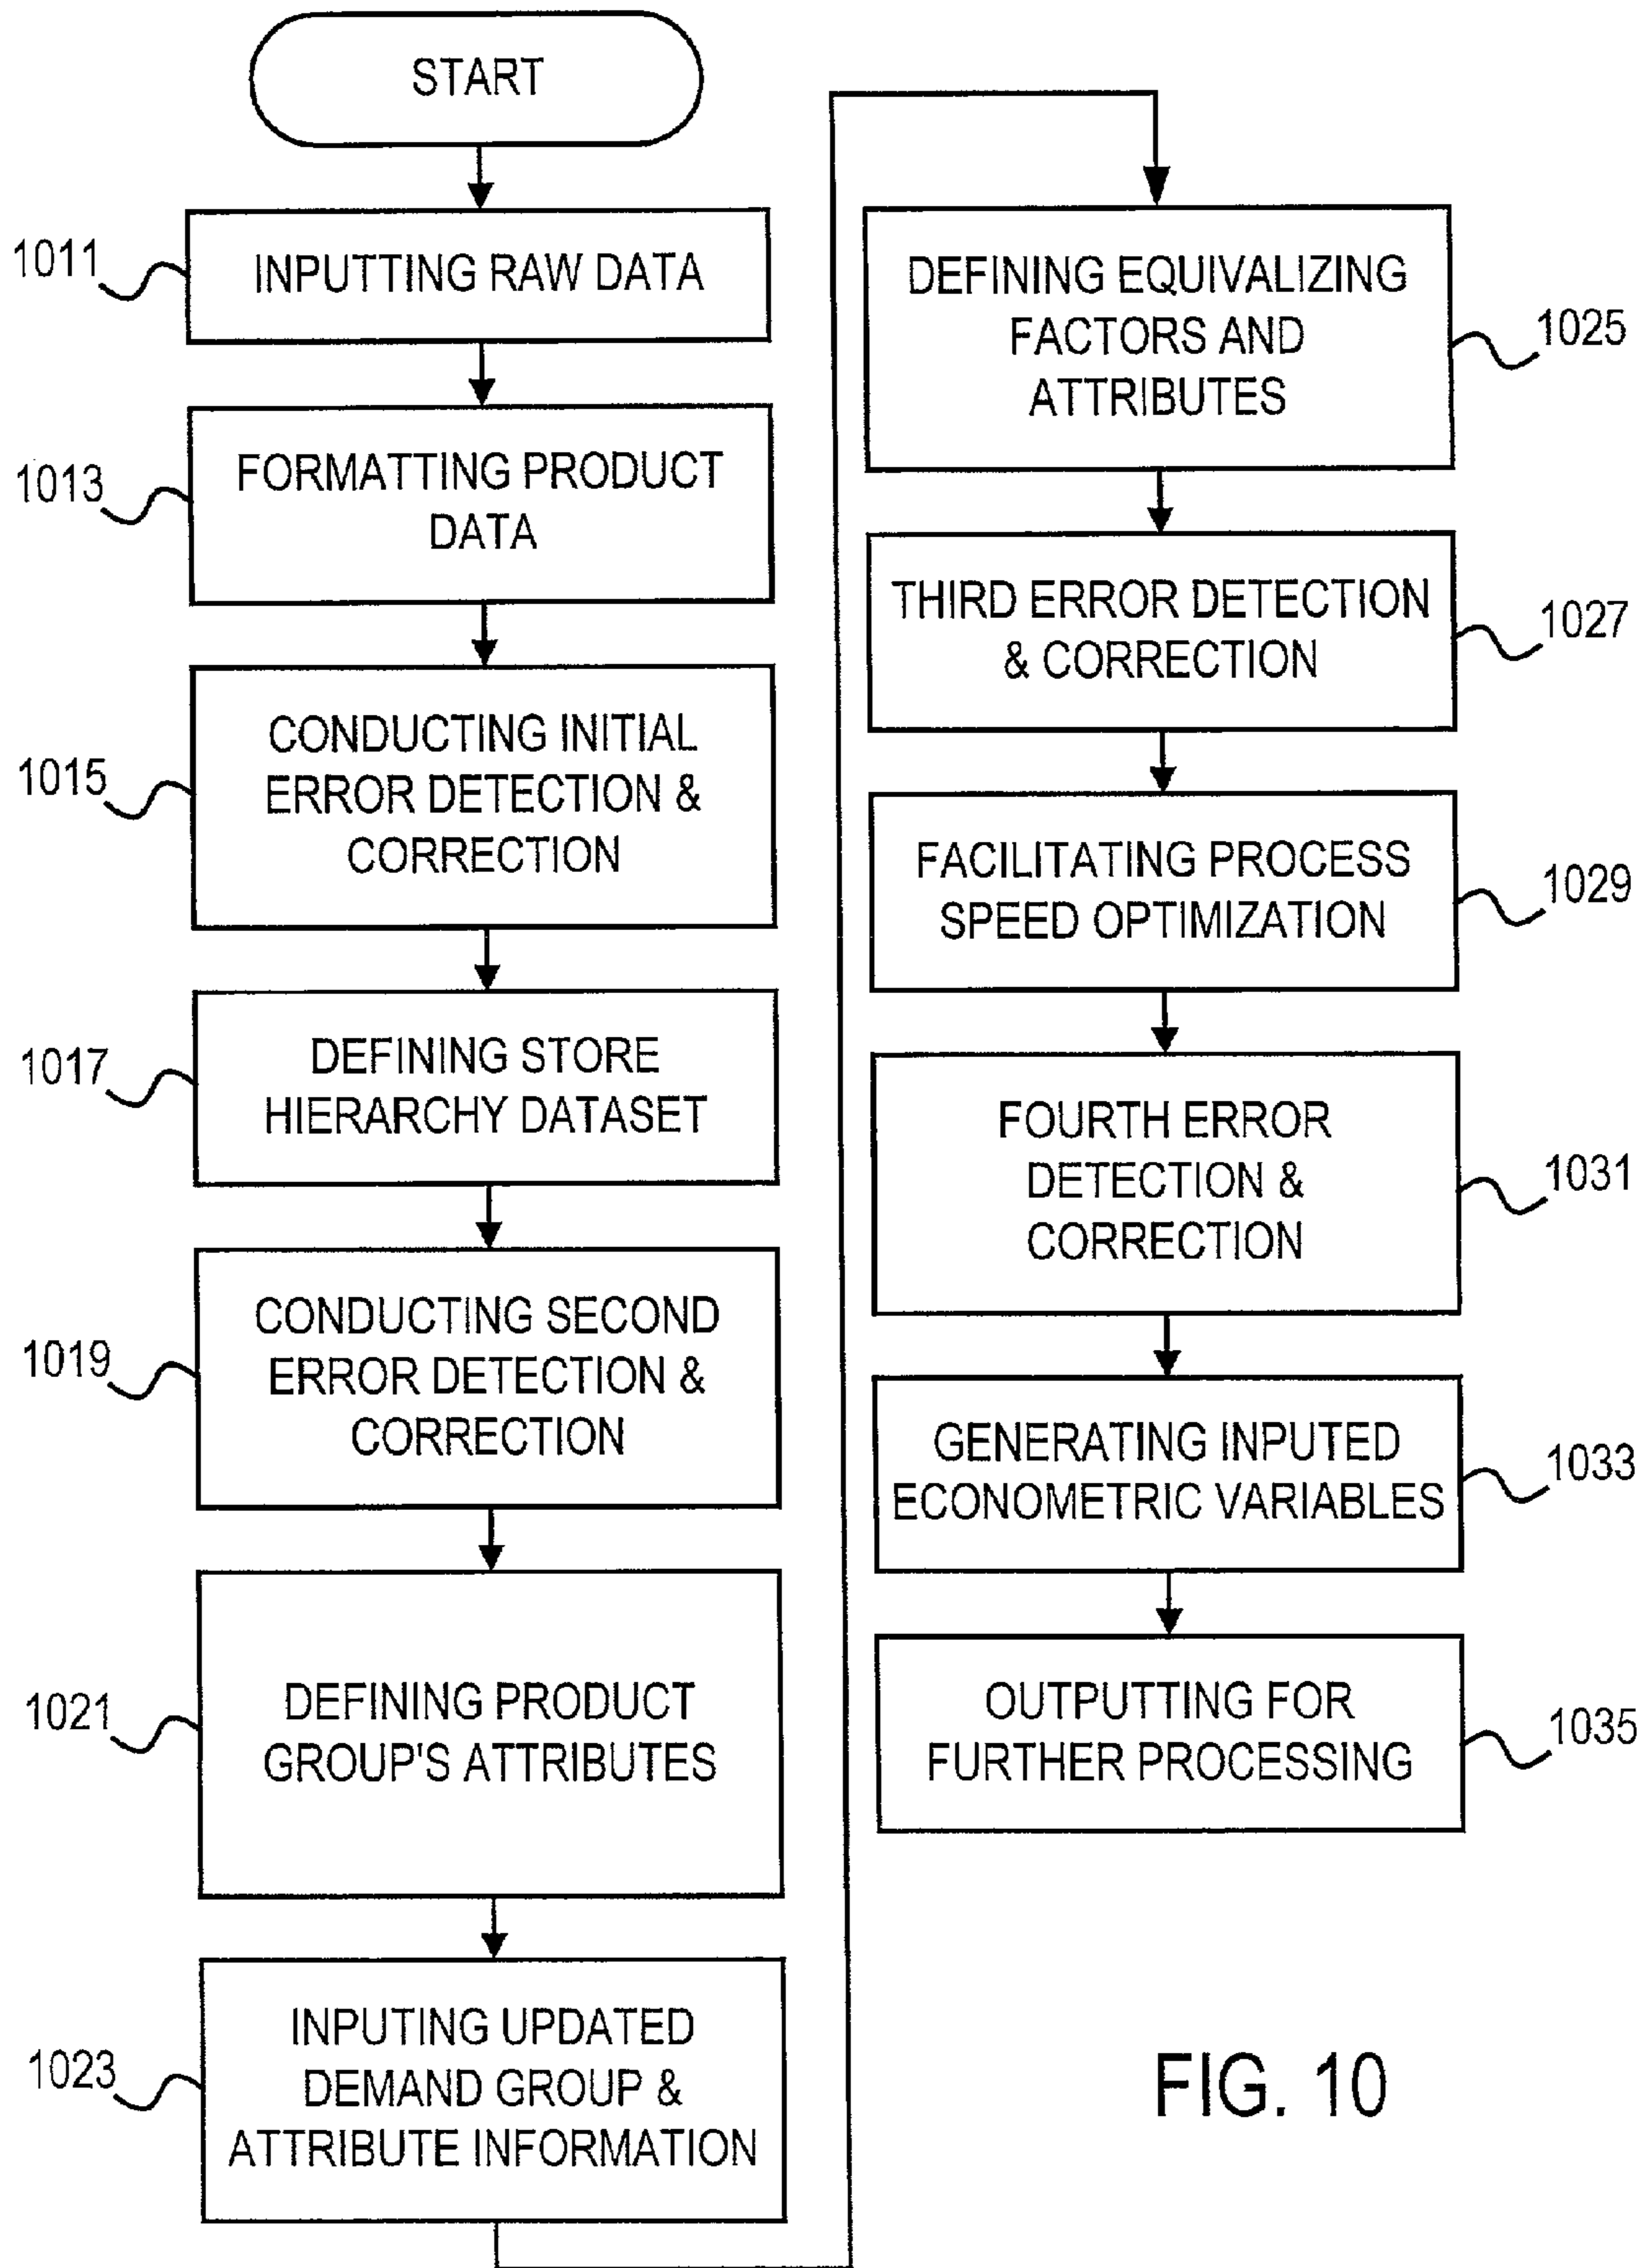 START
1011
INPUTTING RAW DATA
1013
FORMATTING PRODUCT
DATA
1015
CONDUCTING INITIAL
ERROR DETECTION &
CORRECTION
1017
DEFINING STORE
HIERARCHY DATASET
1019
CONDUCTING SECOND
ERROR DETECTION &
CORRECTION
1021
DEFINING PRODUCT
GROUP'S ATTRIBUTES
1023
INPUTING UPDATED
DEMAND GROUP &
ATTRIBUTE INFORMATION
DEFINING EQUIVALIZING
FACTORS AND
ATTRIBUTES
1025
THIRD ERROR DETECTION
& CORRECTION
1027
FACILITATING PROCESS
SPEED OPTIMIZATION
1029
FOURTH ERROR
DETECTION &
CORRECTION
1031
GENERATING INPUTED
ECONOMETRIC VARIABLES
1033
OUTPUTTING FOR
FURTHER PROCESSING
1035
FIG. 10